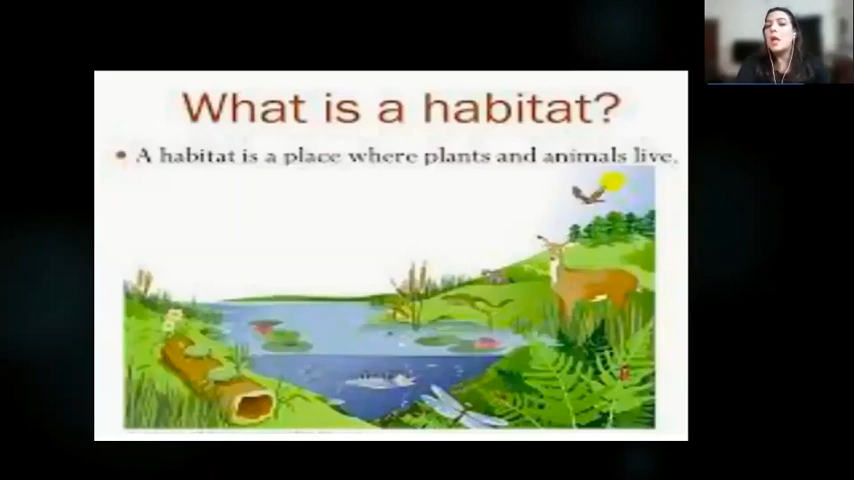 What is a habitat?
• A habitat is a place where plants and animals live.